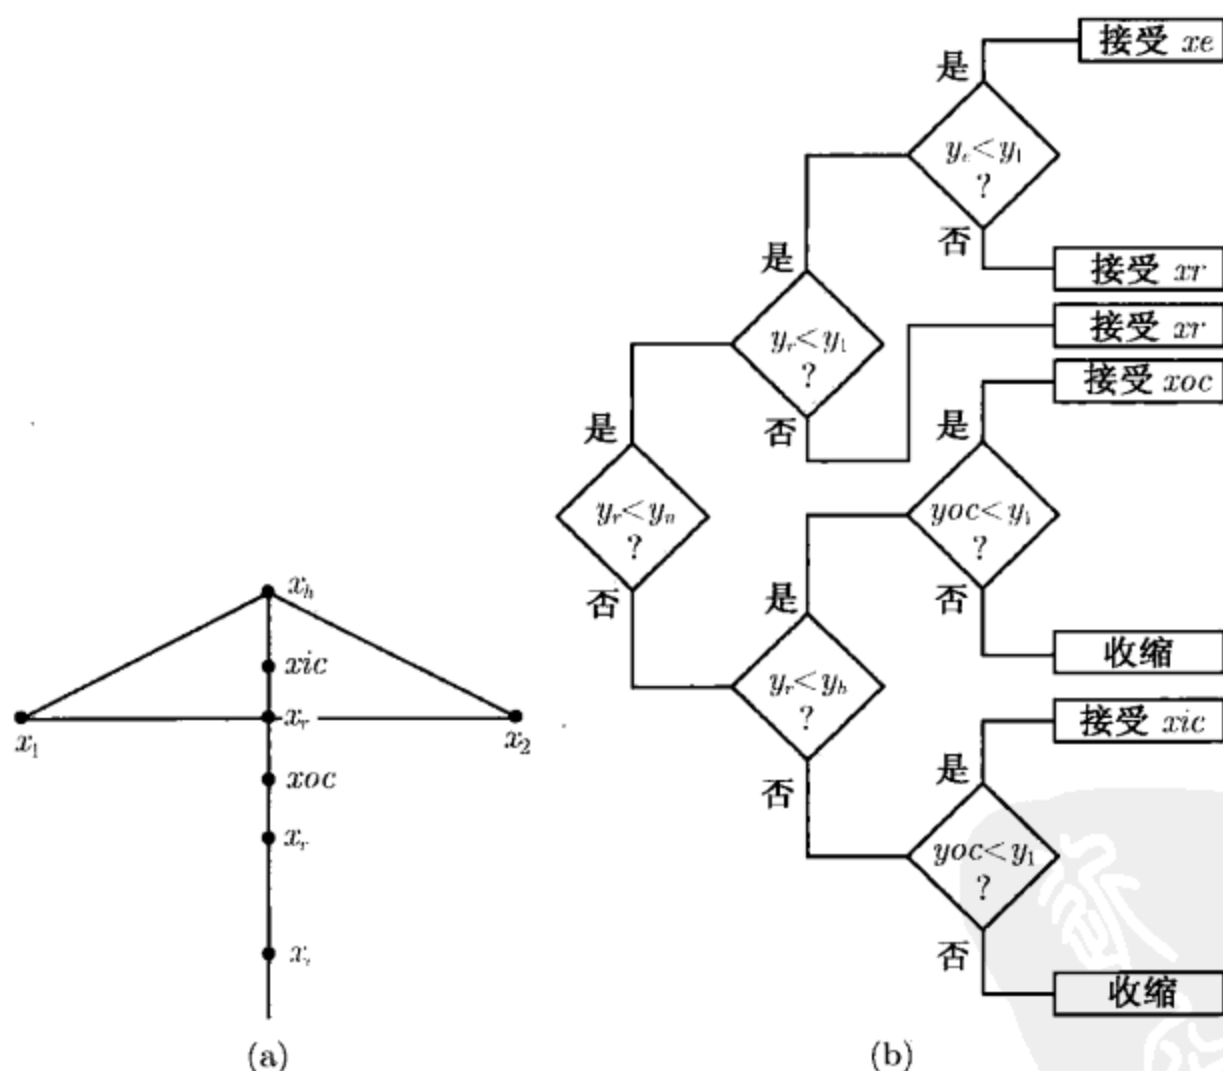 x_h
xic
x_r
x_1
x_2
xoc
x_r
(a)
接受 xe
是
y_e<y_1
?
否
接受 xr
是
y_r<y_1
?
否
接受 xr
接受 xoc
是
y_r<y_n
?
否
是
yoc<y
?
否
收缩
是
y_r<y_h
?
否
接受 xic
是
yoc<y_1
?
否
收缩
(b)